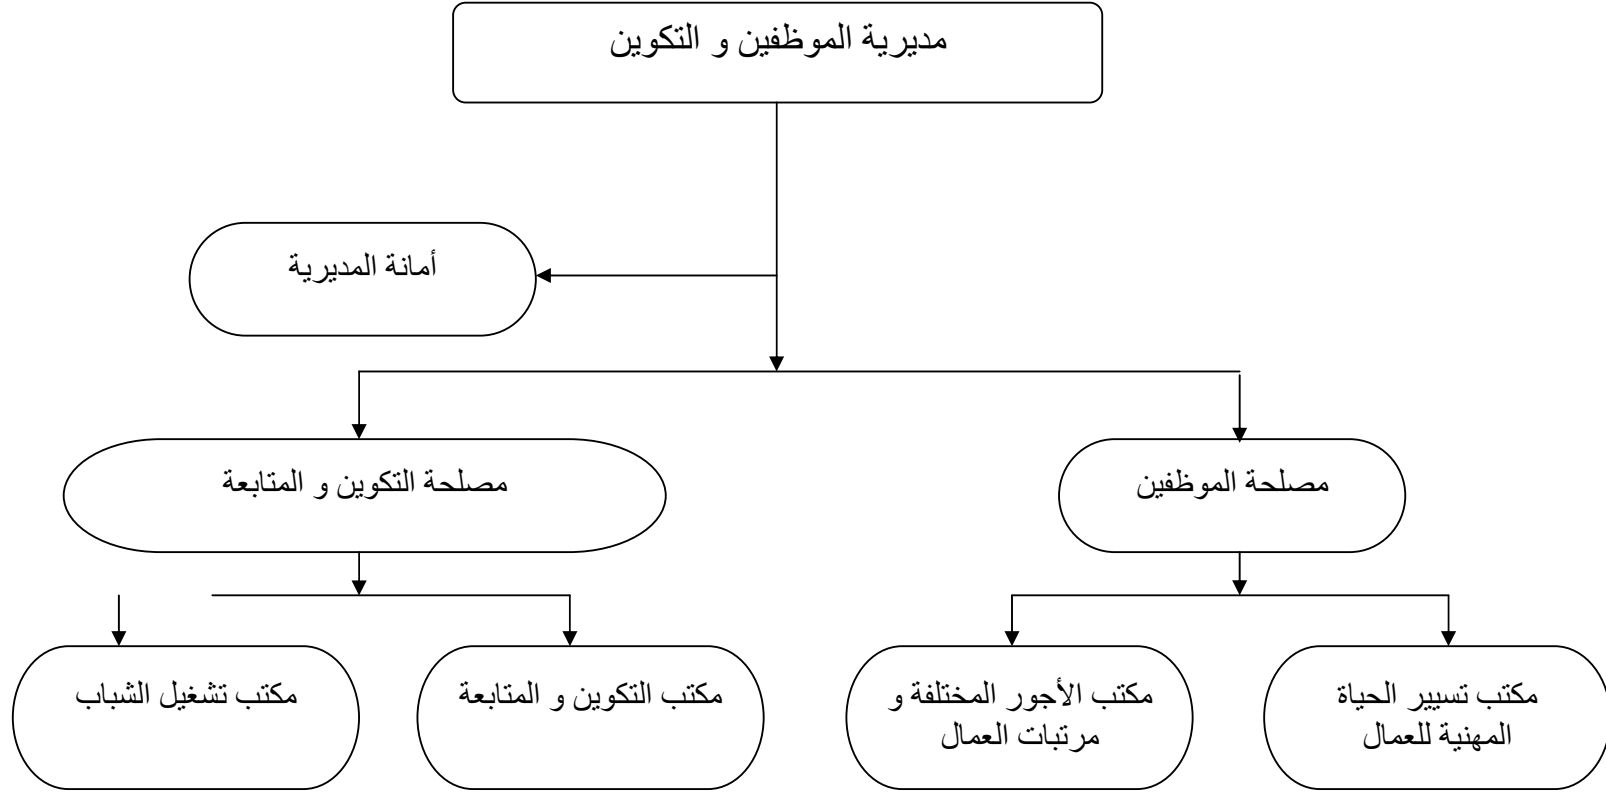 مديرية الموظفين و التكوين
أمانة المديرية
مصلحة الموظفين
مصلحة التكوين و المتابعة
مكتب تسيير الحياة
المهنية للعمال
مكتب الأجور المختلفة و
مرتبات العمال
مكتب التكوين و المتابعة
مكتب تشغيل الشباب